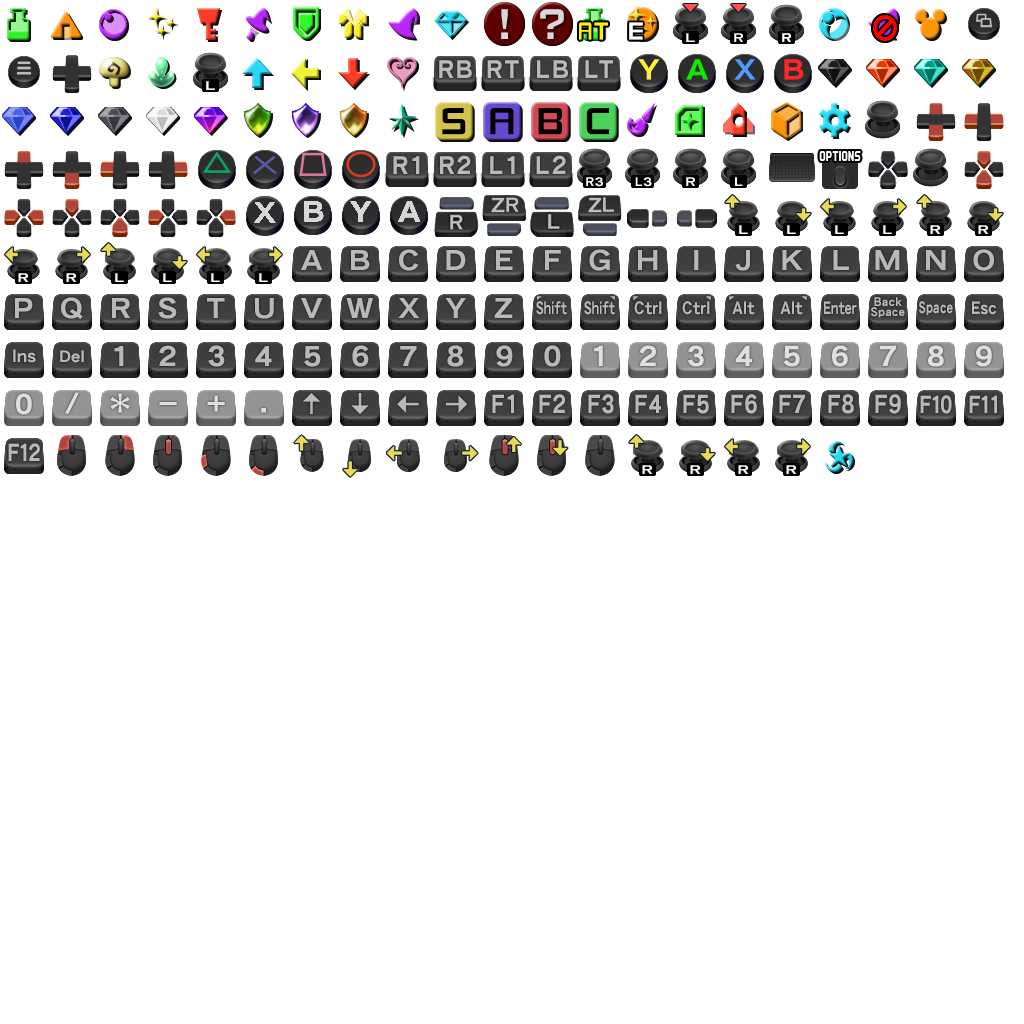 ! ? AT E L R R
L RB RT LB LT Y A X B
S A B C
R1 R2 L1 L2 R3 L3 R L OPTIONS
X B Y A R ZR L ZL L L L L R R
R R L L L L A B C D E F G H I J K L M N O
P Q R S T U V W X Y Z Shift Shift Ctrl Ctrl Alt Alt Enter Back Space Space Esc
Ins Del 1 2 3 4 5 6 7 8 9 0 1 2 3 4 5 6 7 8 9
0 / * − + . ↑ ↓ ← → F1 F2 F3 F4 F5 F6 F7 F8 F9 F10 F11
F12 R R R R